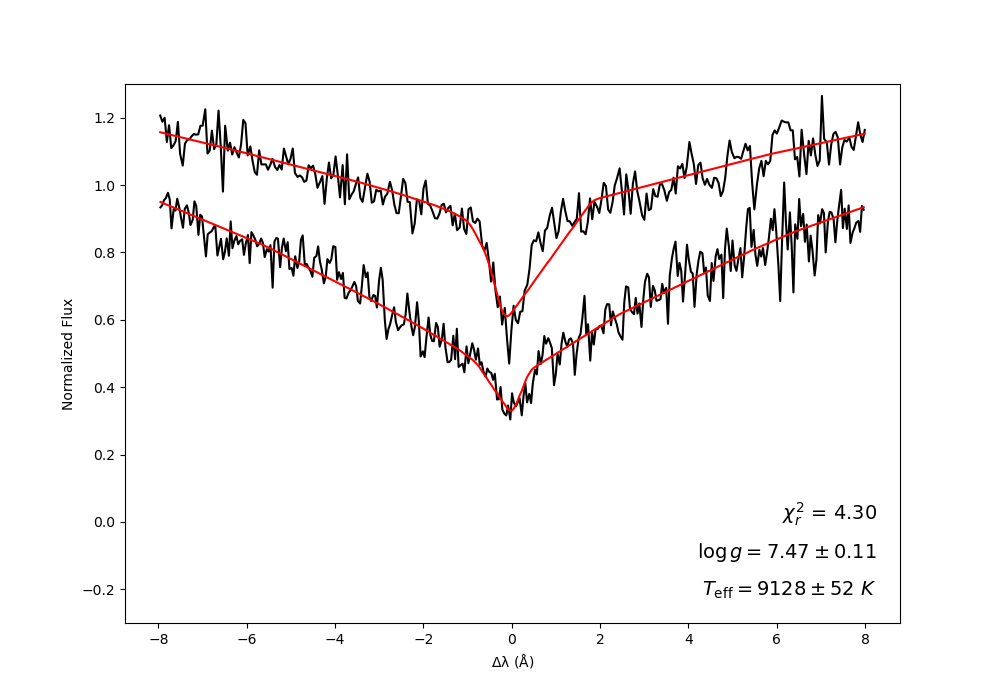 1.2
1.0
0.8
0.6
0.4
0.2
0.0
−0.2
Normalized Flux
χ²ᵣ = 4.30
log g = 7.47 ± 0.11
T_eff = 9128 ± 52 K
−8 −6 −4 −2 0 2 4 6 8
Δλ (Å)